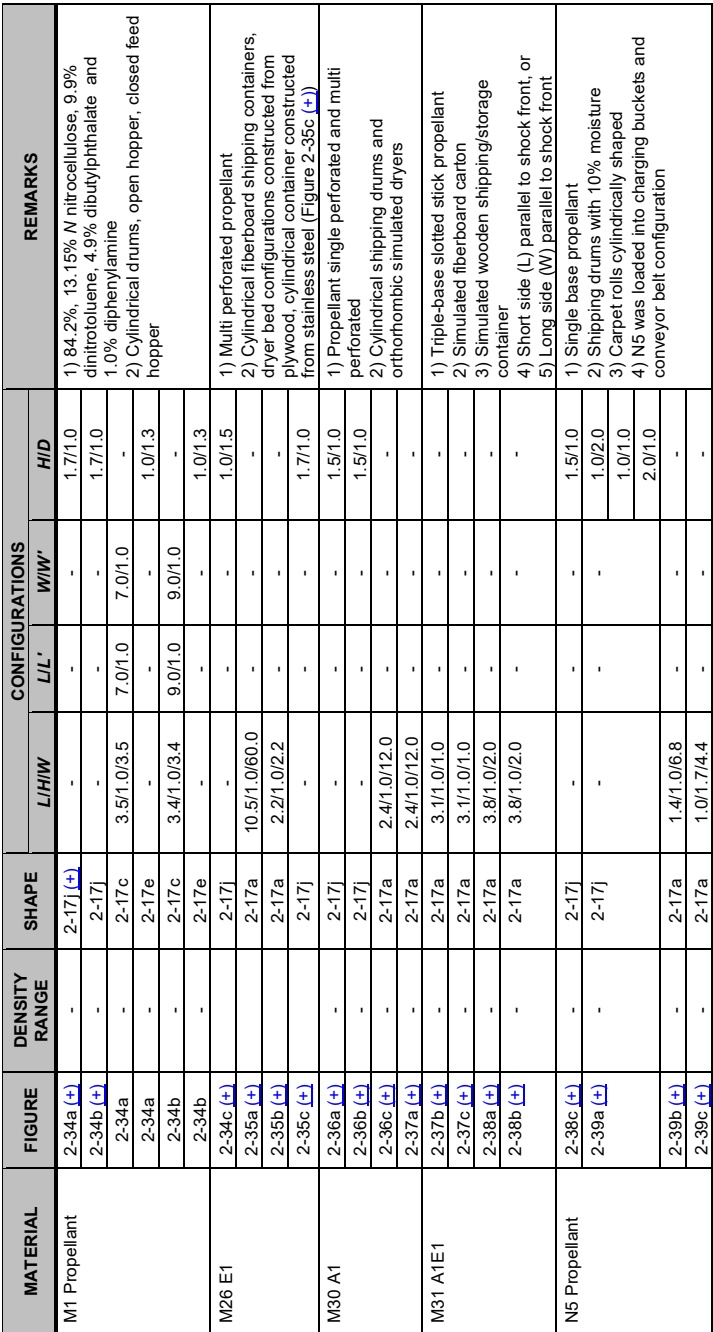 MATERIAL FIGURE DENSITY RANGE SHAPE CONFIGURATIONS REMARKS
L/H/W L/L' W/W' H/D
M1 Propellant
2-34a (+) - 2-17j (+) - - - 1.7/1.0
2-34b (+) - 2-17j - - - 1.7/1.0
2-34a - 2-17c 3.5/1.0/3.5 7.0/1.0 7.0/1.0 -
2-34a - 2-17e - - - 1.0/1.3
2-34b - 2-17c 3.4/1.0/3.4 9.0/1.0 9.0/1.0 -
2-34b - 2-17e - - - 1.0/1.3
1) 84.2%, 13.15% N nitrocellulose, 9.9%
dinitrotoluene, 4.9% dibutylphthalate and
1.0% diphenylamine
2) Cylindrical drums, open hopper, closed feed
hopper
M26 E1
2-34c (+) 2-17j - - - 1.0/1.5
2-35a (+) 2-17a 10.5/1.0/60.0 - - -
2-35b (+) 2-17a 2.2/1.0/2.2 - - -
2-35c (+) 2-17j - - - 1.7/1.0
1) Multi perforated propellant
2) Cylindrical fiberboard shipping containers,
dryer bed configurations constructed from
plywood, cylindrical container constructed
from stainless steel (Figure 2-35c (+))
M30 A1
2-36a (+) - 2-17j - - - 1.5/1.0
2-36b (+) - 2-17j - - - 1.5/1.0
2-36c (+) - 2-17a 2.4/1.0/12.0 - - -
2-37a (+) - 2-17a 2.4/1.0/12.0 - - -
1) Propellant single perforated and multi
perforated
2) Cylindrical shipping drums and
orthorhombic simulated dryers
M31 A1E1
2-37b (+) - 2-17a 3.1/1.0/1.0 - - -
2-37c (+) - 2-17a 3.1/1.0/1.0 - - -
2-38a (+) - 2-17a 3.8/1.0/2.0 - - -
2-38b (+) - 2-17a 3.8/1.0/2.0 - - -
1) Triple-base slotted stick propellant
2) Simulated fiberboard carton
3) Simulated wooden shipping/storage
container
4) Short side (L) parallel to shock front, or
5) Long side (W) parallel to shock front
N5 Propellant
2-38c (+) - 2-17j - - - 1.5/1.0
2-39a (+) - 2-17j - - - 1.0/2.0
1.0/1.0
2.0/1.0
2-39b (+) - 2-17a 1.4/1.0/6.8 - - -
2-39c (+) - 2-17a 1.0/1.7/4.4 - - -
1) Single base propellant
2) Shipping drums with 10% moisture
3) Carpet rolls cylindrically shaped
4) N5 was loaded into charging buckets and
conveyor belt configuration